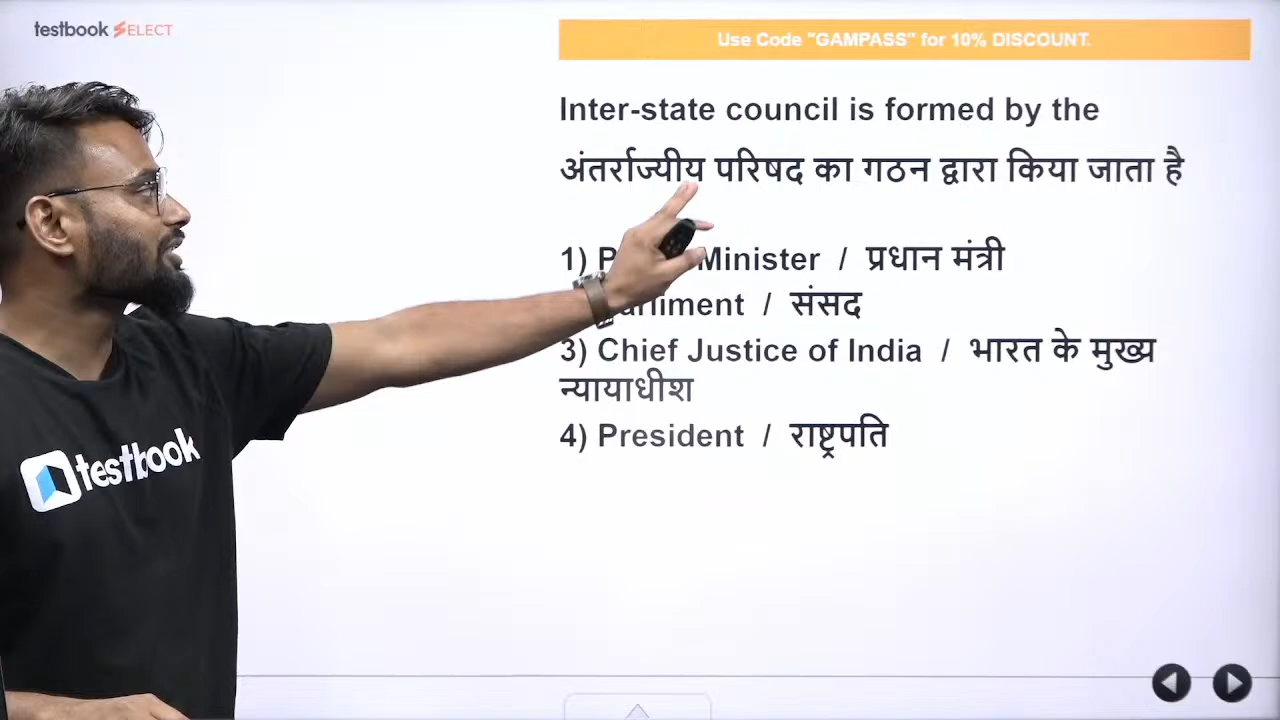 testbook SELECT
Use Code "GAMPASS" for 10% DISCOUNT.
Inter-state council is formed by the
अंतर्राज्यीय परिषद का गठन द्वारा किया जाता है
1) Minister / प्रधान मंत्री
/ संसद
3) Chief Justice of India / भारत के मुख्य
न्यायाधीश
4) President / राष्ट्रपति
testbook